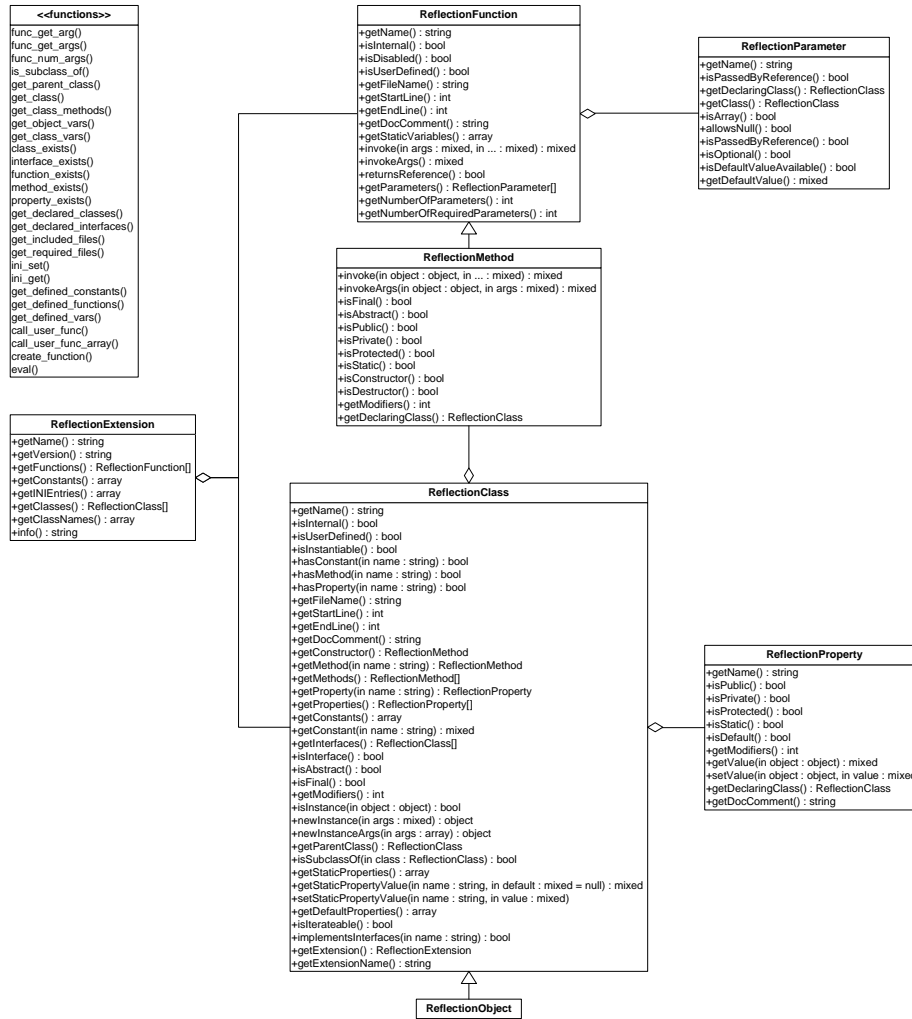 <<functions>>
func_get_arg()
func_get_args()
func_num_args()
is_subclass_of()
get_parent_class()
get_class()
get_class_methods()
get_object_vars()
get_class_vars()
class_exists()
interface_exists()
function_exists()
method_exists()
property_exists()
get_declared_classes()
get_declared_interfaces()
get_included_files()
get_required_files()
ini_set()
ini_get()
get_defined_constants()
get_defined_functions()
get_defined_vars()
call_user_func()
call_user_func_array()
create_function()
eval()
ReflectionFunction
+getName() : string
+isInternal() : bool
+isDisabled() : bool
+isUserDefined() : bool
+getFileName() : string
+getStartLine() : int
+getEndLine() : int
+getDocComment() : string
+getStaticVariables() : array
+invoke(in args : mixed, in ... : mixed) : mixed
+invokeArgs() : mixed
+returnsReference() : bool
+getParameters() : ReflectionParameter[]
+getNumberOfParameters() : int
+getNumberOfRequiredParameters() : int
ReflectionParameter
+getName() : string
+isPassedByReference() : bool
+getDeclaringClass() : ReflectionClass
+getClass() : ReflectionClass
+isArray() : bool
+allowsNull() : bool
+isPassedByReference() : bool
+isOptional() : bool
+isDefaultValueAvailable() : bool
+getDefaultValue() : mixed
ReflectionMethod
+invoke(in object : object, in ... : mixed) : mixed
+invokeArgs(in object : object, in args : mixed) : mixed
+isFinal() : bool
+isAbstract() : bool
+isPublic() : bool
+isPrivate() : bool
+isProtected() : bool
+isStatic() : bool
+isConstructor() : bool
+isDestructor() : bool
+getModifiers() : int
+getDeclaringClass() : ReflectionClass
ReflectionExtension
+getName() : string
+getVersion() : string
+getFunctions() : ReflectionFunction[]
+getConstants() : array
+getINIEntries() : array
+getClasses() : ReflectionClass[]
+getClassNames() : array
+info() : string
ReflectionClass
+getName() : string
+isInternal() : bool
+isUserDefined() : bool
+isInstantiable() : bool
+hasConstant(in name : string) : bool
+hasMethod(in name : string) : bool
+hasProperty(in name : string) : bool
+getFileName() : string
+getStartLine() : int
+getEndLine() : int
+getDocComment() : string
+getConstructor() : ReflectionMethod
+getMethod(in name : string) : ReflectionMethod
+getMethods() : ReflectionMethod[]
+getProperty(in name : string) : ReflectionProperty
+getProperties() : ReflectionProperty[]
+getConstants() : array
+getConstant(in name : string) : mixed
+getInterfaces() : ReflectionClass[]
+isInterface() : bool
+isAbstract() : bool
+isFinal() : bool
+getModifiers() : int
+isInstance(in object : object) : bool
+newInstance(in args : mixed) : object
+newInstanceArgs(in args : array) : object
+getParentClass() : ReflectionClass
+isSubclassOf(in class : ReflectionClass) : bool
+getStaticProperties() : array
+getStaticPropertyValue(in name : string, in default : mixed = null) : mixed
+setStaticPropertyValue(in name : string, in value : mixed)
+getDefaultProperties() : array
+isIterateable() : bool
+implementsInterfaces(in name : string) : bool
+getExtension() : ReflectionExtension
+getExtensionName() : string
ReflectionProperty
+getName() : string
+isPublic() : bool
+isPrivate() : bool
+isProtected() : bool
+isStatic() : bool
+isDefault() : bool
+getModifiers() : int
+getValue(in object : object) : mixed
+setValue(in object : object, in value : mixed
+getDeclaringClass() : ReflectionClass
+getDocComment() : string
ReflectionObject